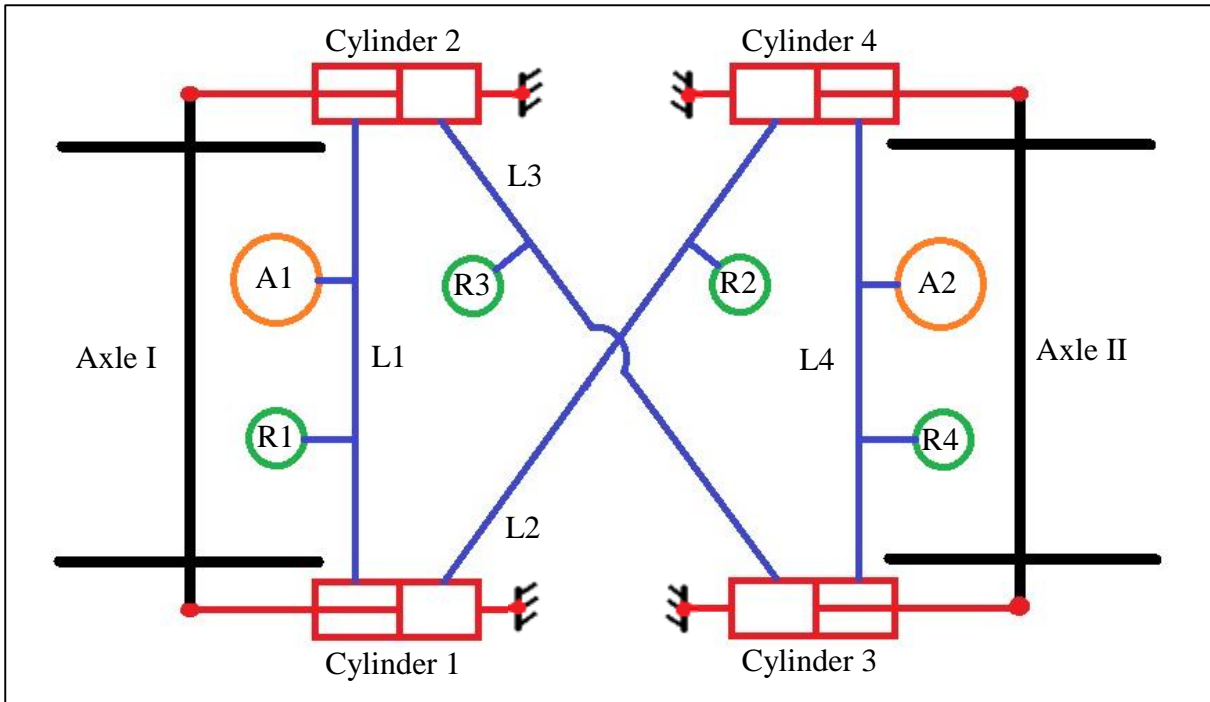 Cylinder 2
Cylinder 4
L3
A1
R3
R2
A2
Axle I
L1
L4
Axle II
R1
R4
L2
Cylinder 1
Cylinder 3